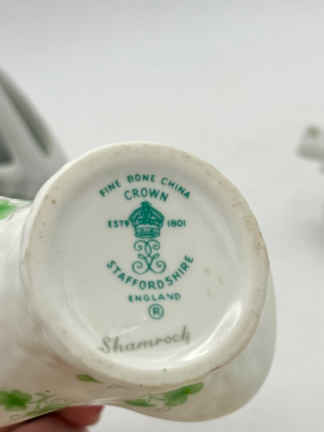 FINE BONE CHINA
CROWN
ESTD 1801
STAFFORDSHIRE
ENGLAND
®
Shamrock